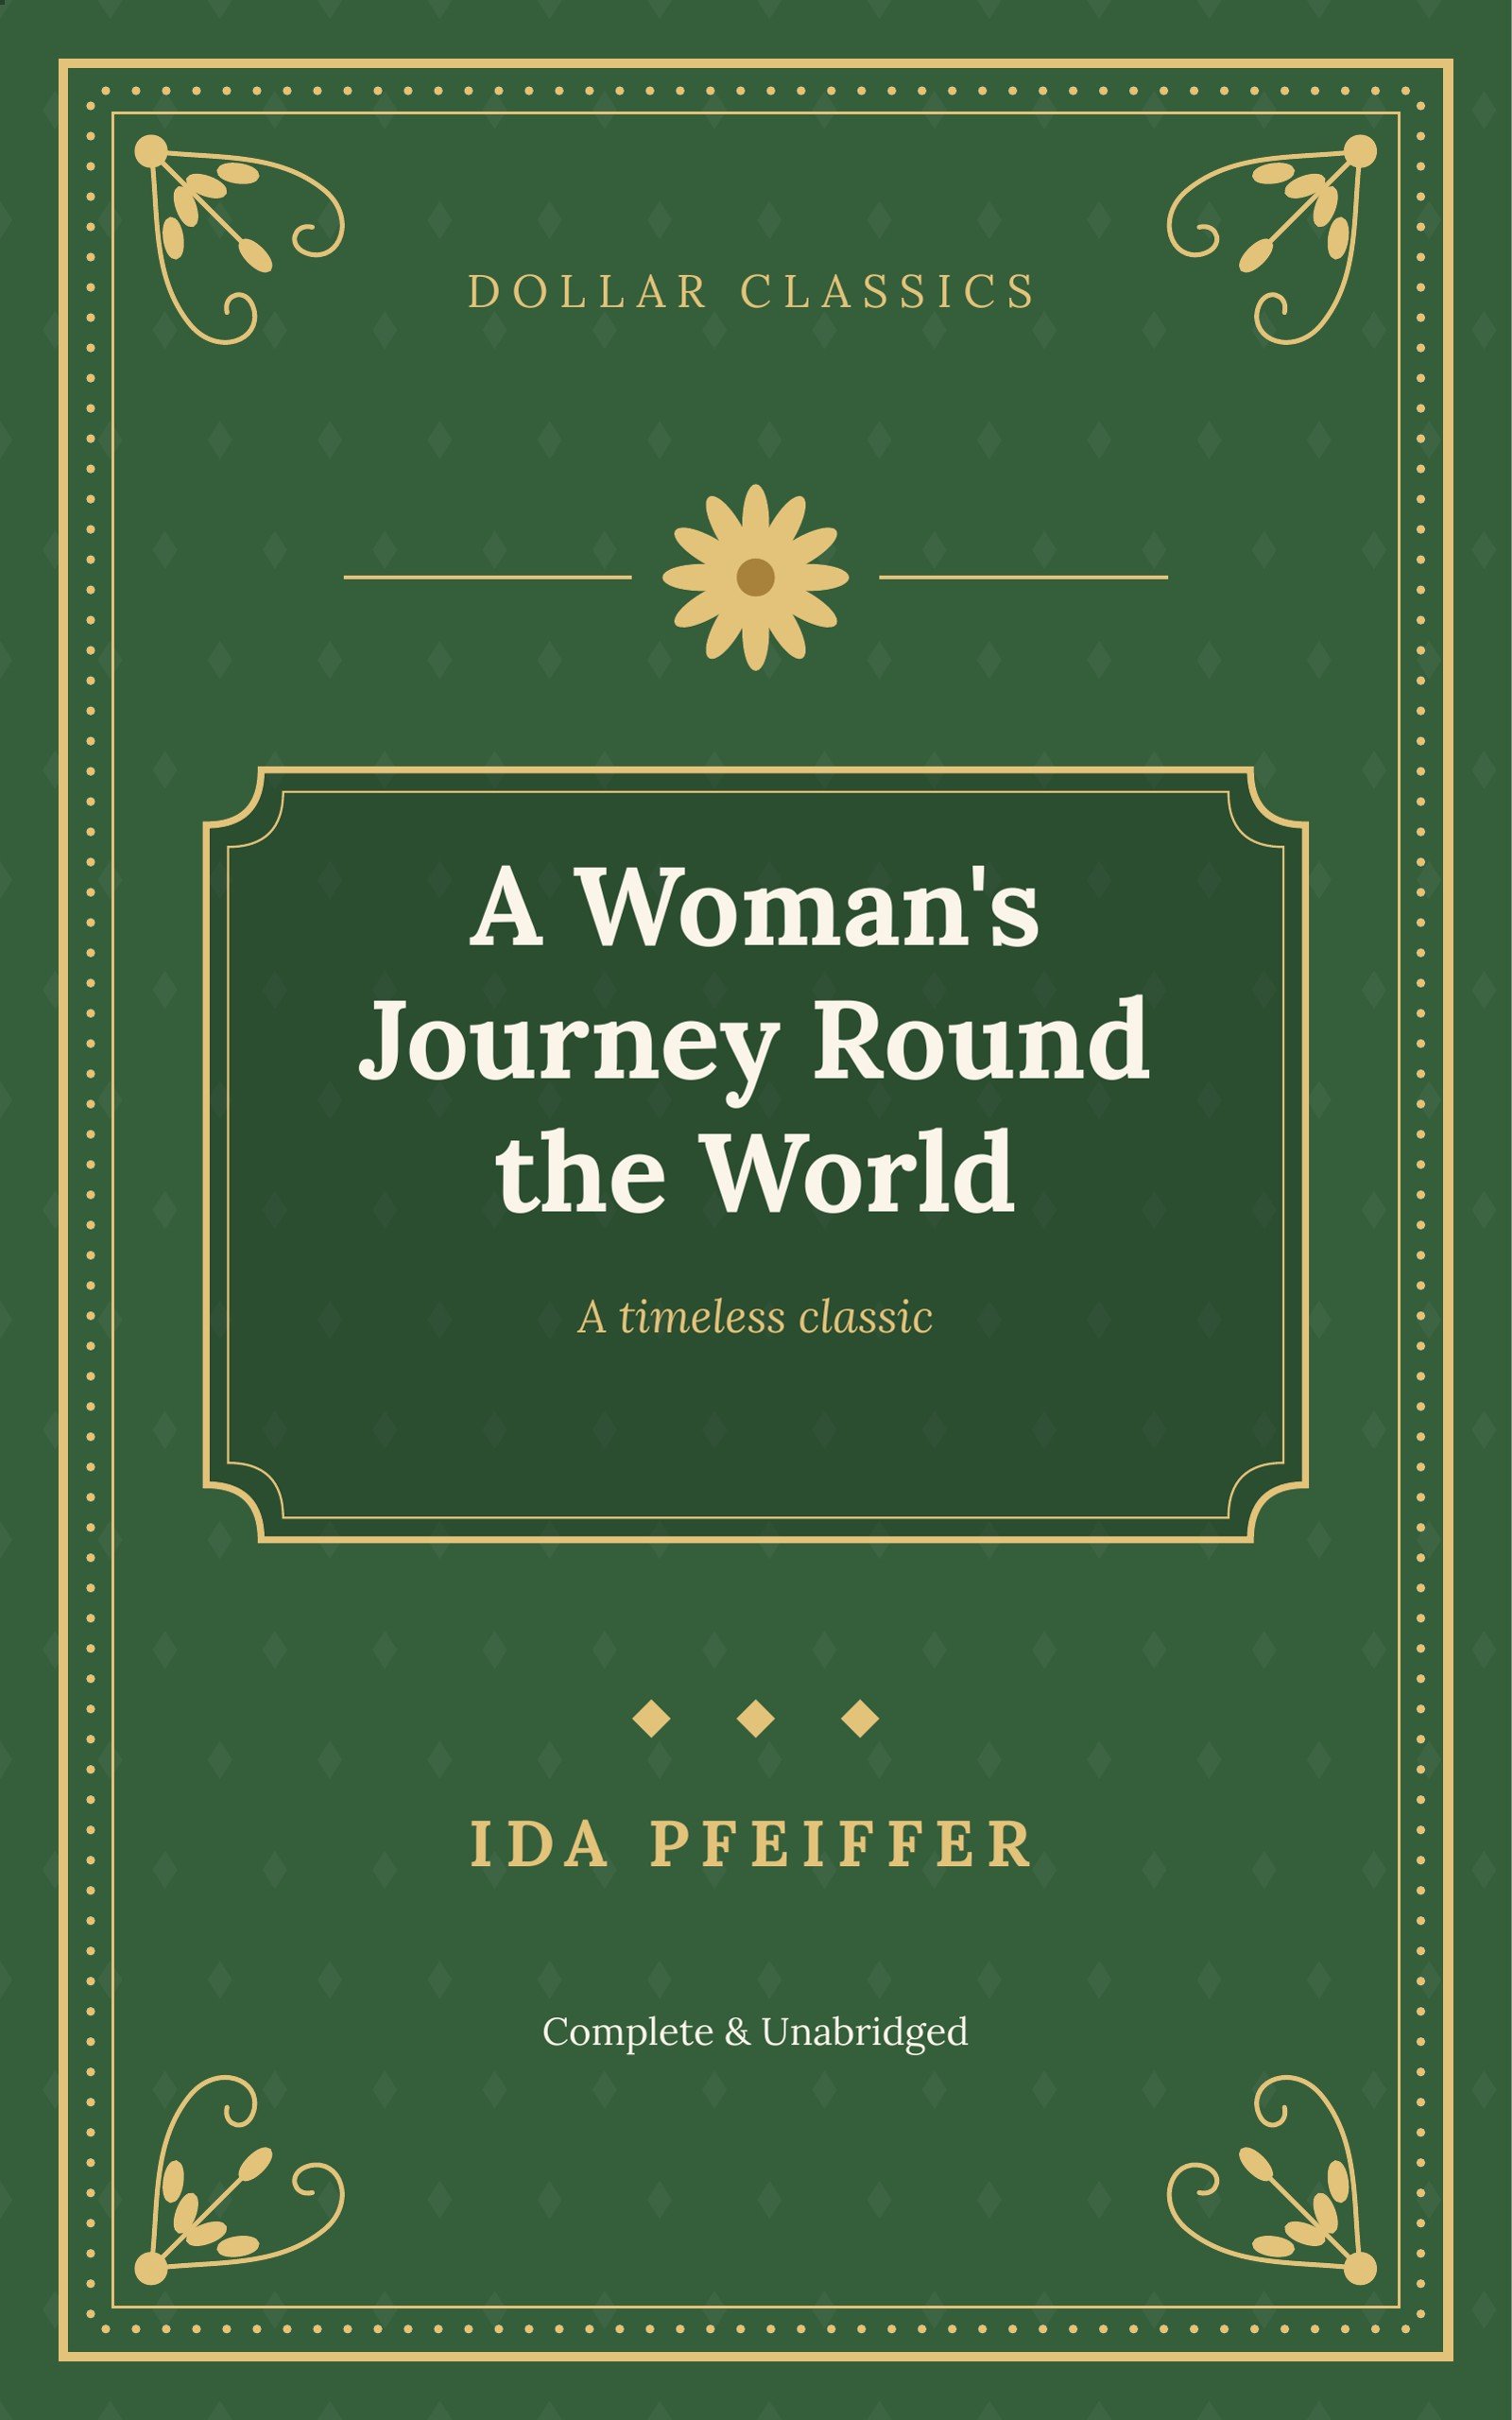 DOLLAR CLASSICS
A Woman's
Journey Round
the World
A timeless classic
IDA PFEIFFER
Complete & Unabridged